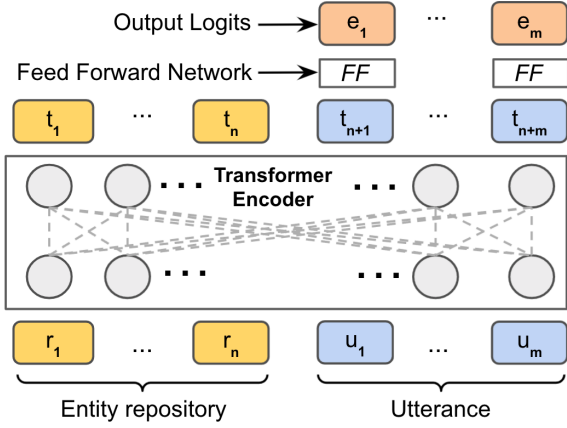 Output Logits e1 ... em
Feed Forward Network FF FF
t1 ... tn tn+1 ... tn+m
Transformer
Encoder
r1 ... rn u1 ... um
Entity repository Utterance